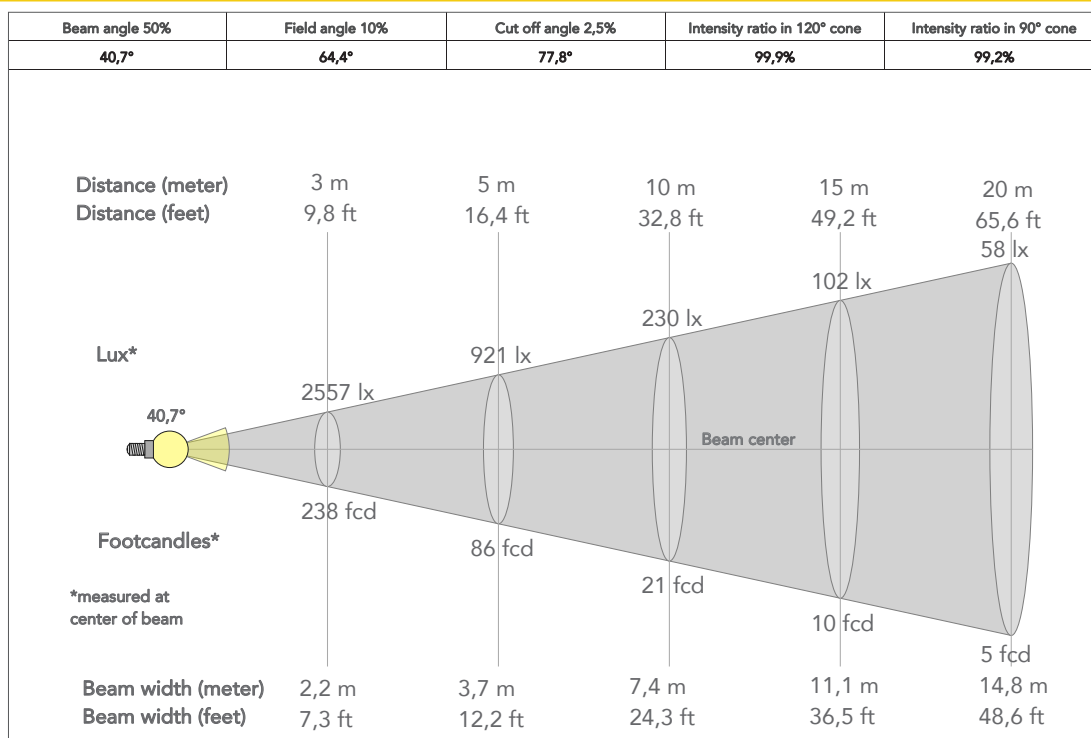 Beam angle 50% Field angle 10% Cut off angle 2,5% Intensity ratio in 120° cone Intensity ratio in 90° cone
40,7° 64,4° 77,8° 99,9% 99,2%
Distance (meter) 3 m 5 m 10 m 15 m 20 m
Distance (feet) 9,8 ft 16,4 ft 32,8 ft 49,2 ft 65,6 ft
58 lx
102 lx
230 lx
Lux* 921 lx
2557 lx
40,7°
Beam center
238 fcd
Footcandles* 86 fcd
21 fcd
*measured at
center of beam
10 fcd
5 fcd
Beam width (meter) 2,2 m 3,7 m 7,4 m 11,1 m 14,8 m
Beam width (feet) 7,3 ft 12,2 ft 24,3 ft 36,5 ft 48,6 ft